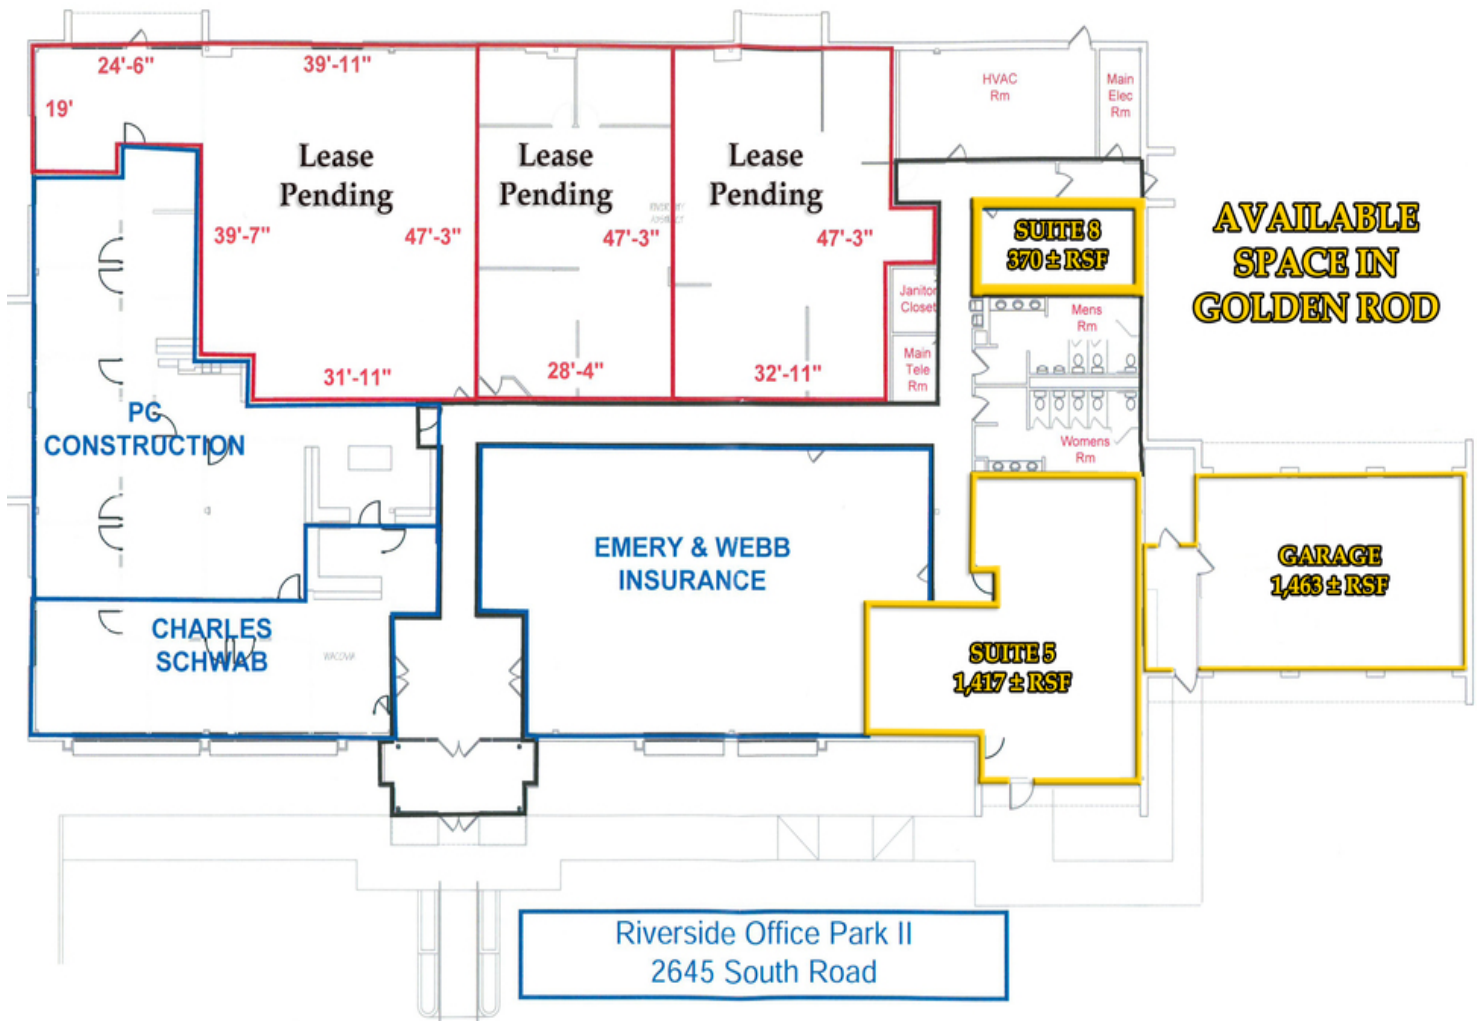 24'-6"
39'-11"
19'
HVAC
Rm
Main
Elec
Rm
Lease
Pending
Lease
Pending
Lease
Pending
39'-7"
47'-3"
47'-3"
47'-3"
SUITE 8
370 ± RSF
AVAILABLE
SPACE IN
GOLDEN ROD
Janitor
Closet
Mens
Rm
Main
Tele
Rm
31'-11"
28'-4"
32'-11"
PC
CONSTRUCTION
Womens
Rm
EMERY & WEBB
INSURANCE
GARAGE
1,463 ± RSF
CHARLES
SCHWAB
WACOVIA
SUITE 5
1,417 ± RSF
Riverside Office Park II
2645 South Road